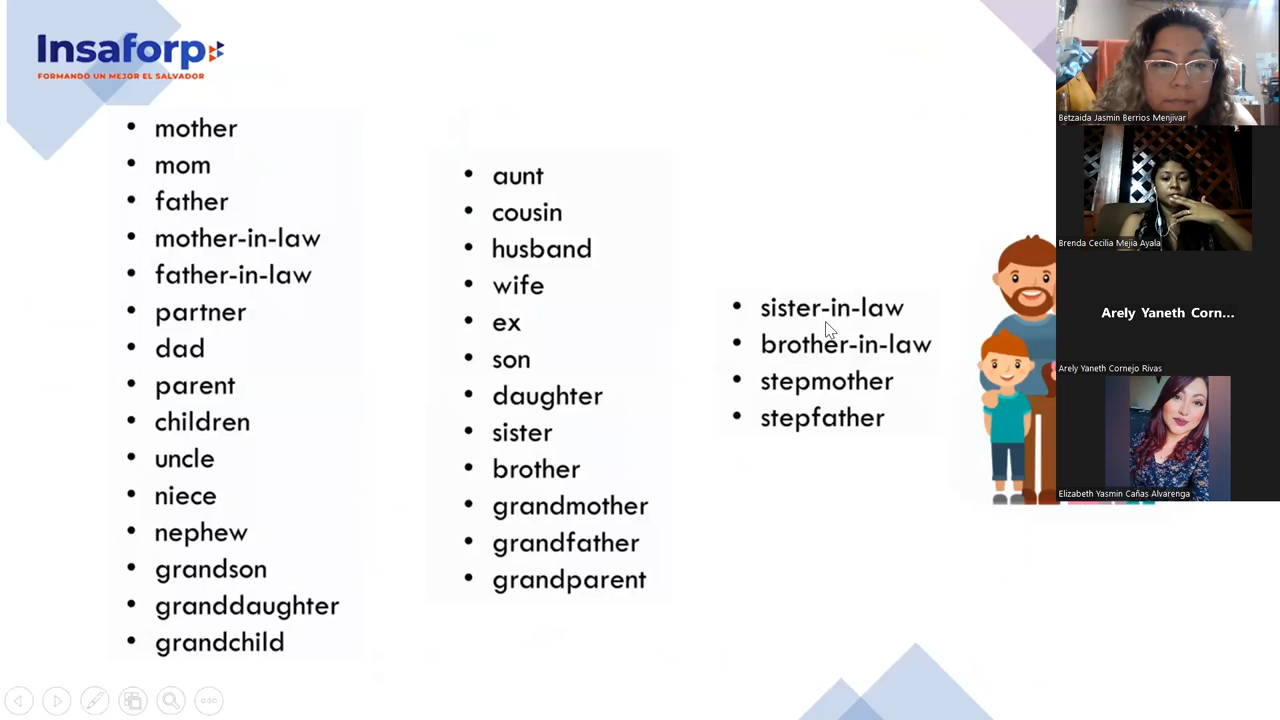 Insaforp
FORMANDO UN MEJOR EL SALVADOR
• mother
• mom
• father
• mother-in-law
• father-in-law
• partner
• dad
• parent
• children
• uncle
• niece
• nephew
• grandson
• granddaughter
• grandchild
• aunt
• cousin
• husband
• wife
• ex
• son
• daughter
• sister
• brother
• grandmother
• grandfather
• grandparent
• sister-in-law
• brother-in-law
• stepmother
• stepfather
Betzaida Jasmin Berrios Menjivar
Brenda Cecilia Mejia Ayala
Arely Yaneth Corn...
Arely Yaneth Cornejo Rivas
Elizabeth Yasmin Cañas Alvarenga